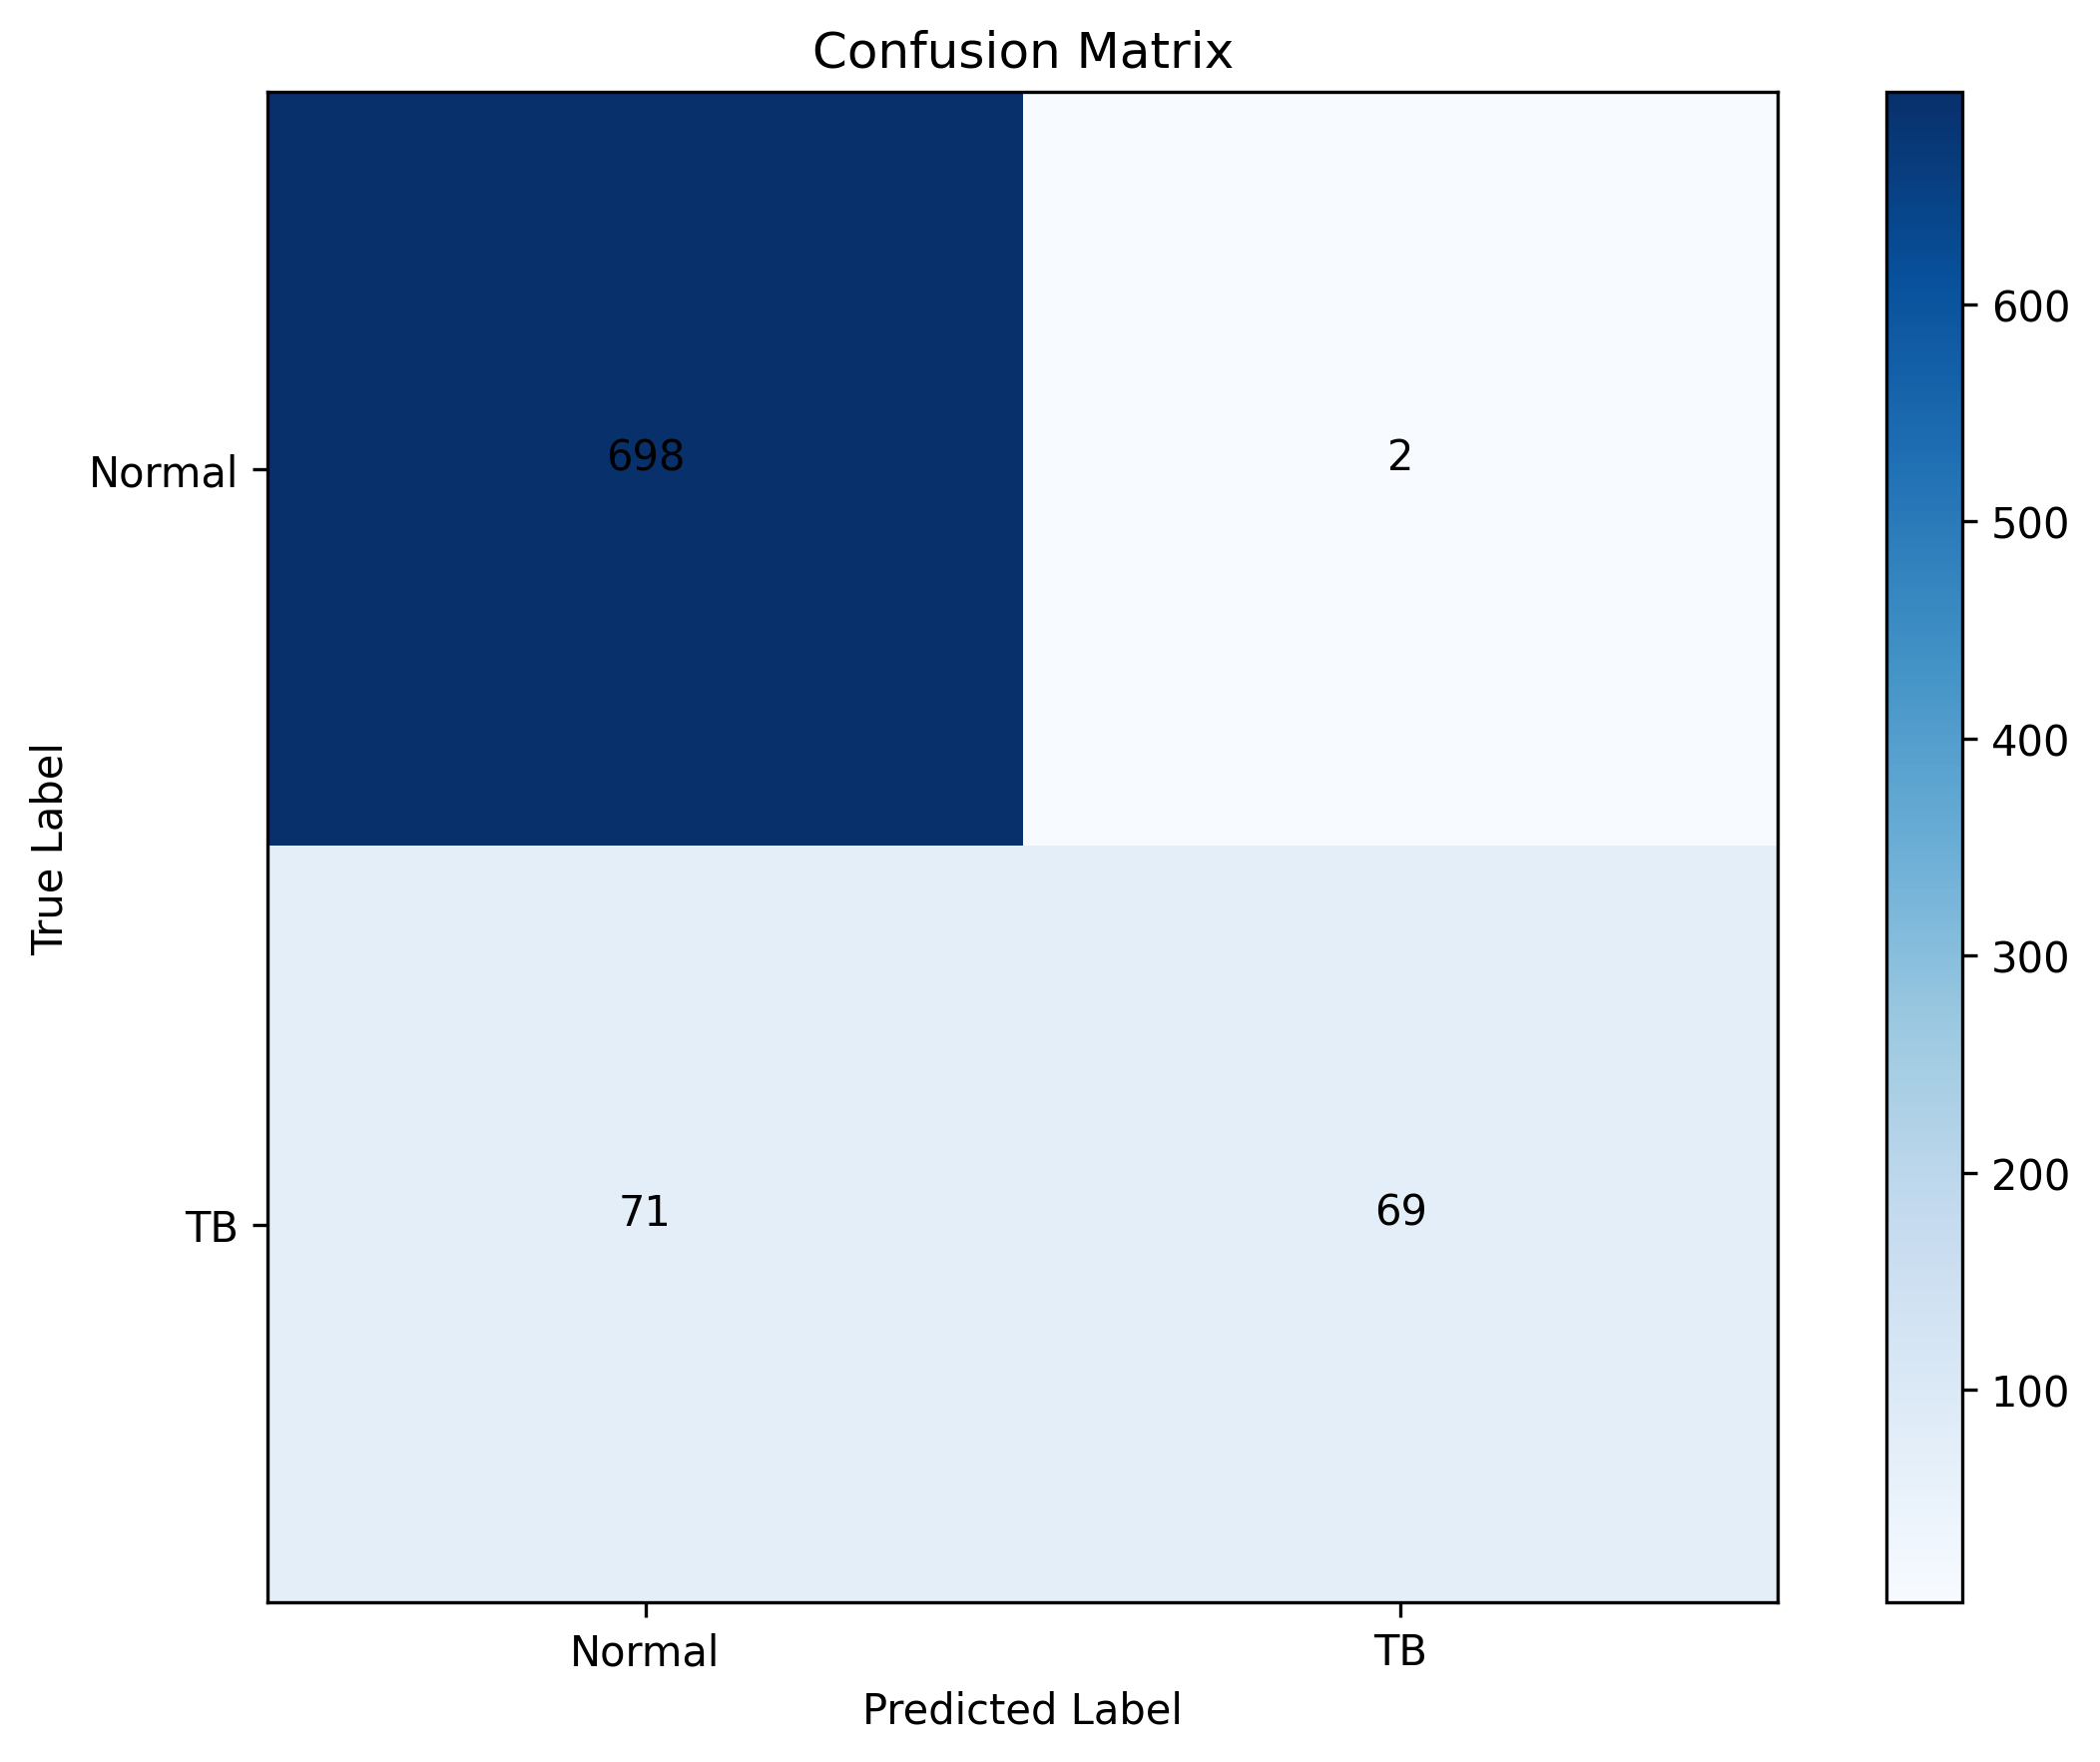 Confusion Matrix
True Label
Normal
TB
698
2
71
69
Normal
TB
Predicted Label
600
500
400
300
200
100